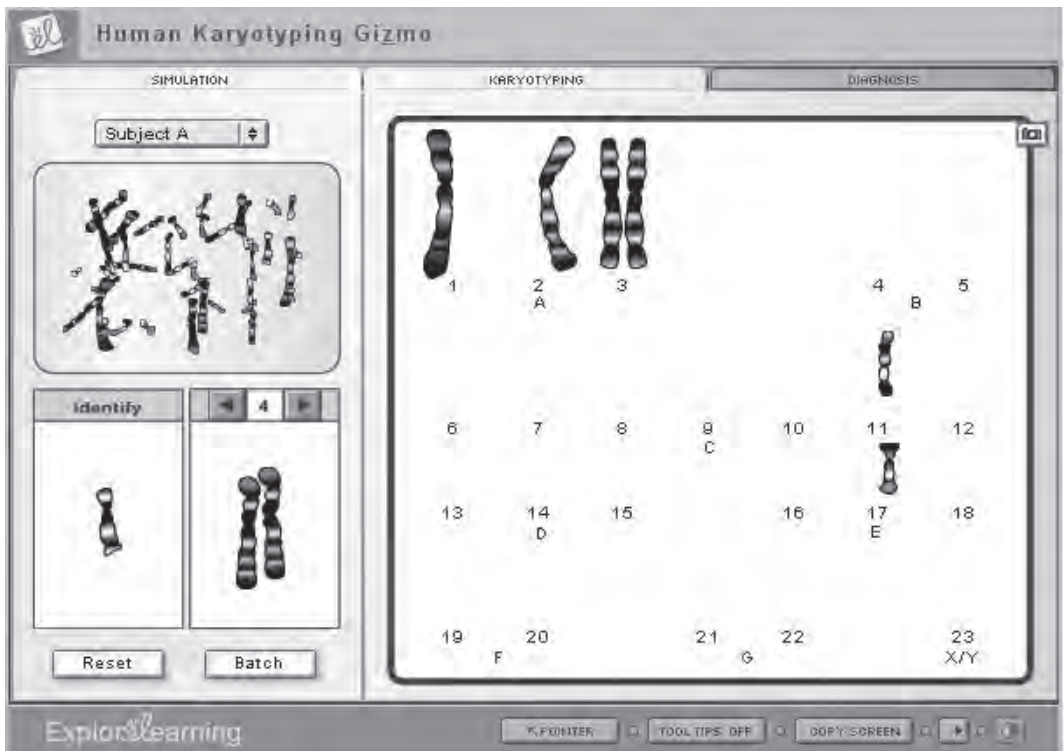 Human Karyotyping Gizmo
SIMULATION
KARYOTYPING
DIAGNOSIS
Subject A
Identify
4
Reset
Batch
1 2 3 4 5
A B
6 7 8 9 10 11 12
C
13 14 15 16 17 18
D E
19 20 21 22 23
F G X/Y
ExploreLearning
POINTER
TOOL TIPS OFF
COPY SCREEN